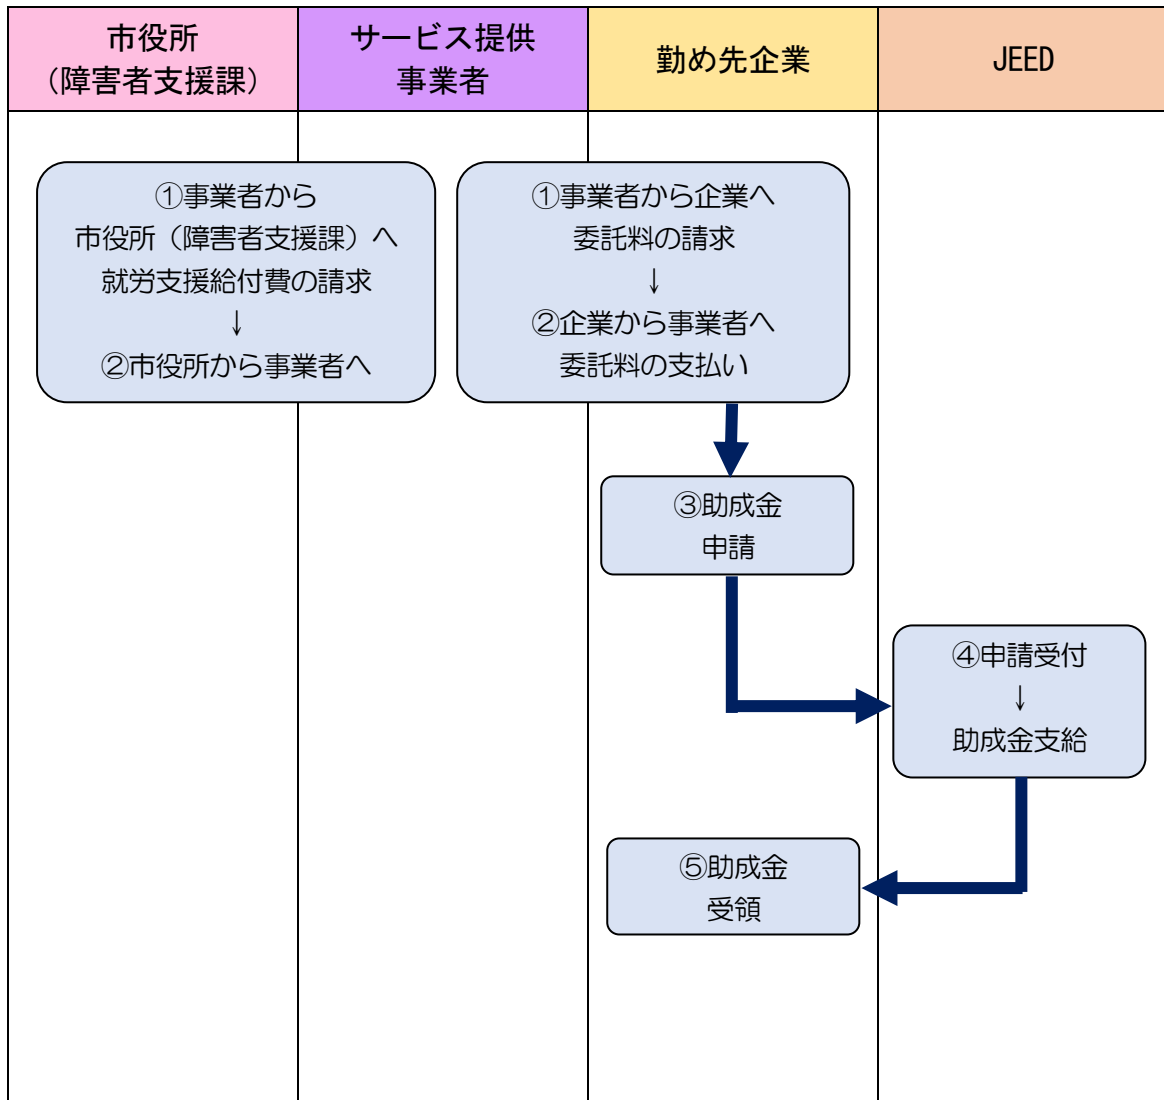 市役所
（障害者支援課）
サービス提供
事業者
勤め先企業
JEED
①事業者から
市役所（障害者支援課）へ
就労支援給付費の請求
↓
②市役所から事業者へ
①事業者から企業へ
委託料の請求
↓
②企業から事業者へ
委託料の支払い
③助成金
申請
④申請受付
↓
助成金支給
⑤助成金
受領